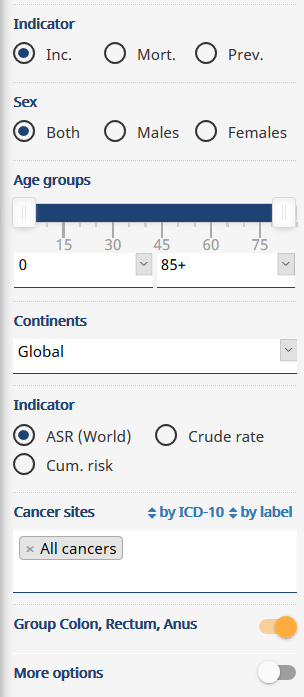 Indicator
Inc. Mort. Prev.
Sex
Both Males Females
Age groups
15 30 45 60 75
0 85+
Continents
Global
Indicator
ASR (World) Crude rate
Cum. risk
Cancer sites by ICD-10 by label
× All cancers
Group Colon, Rectum, Anus
More options